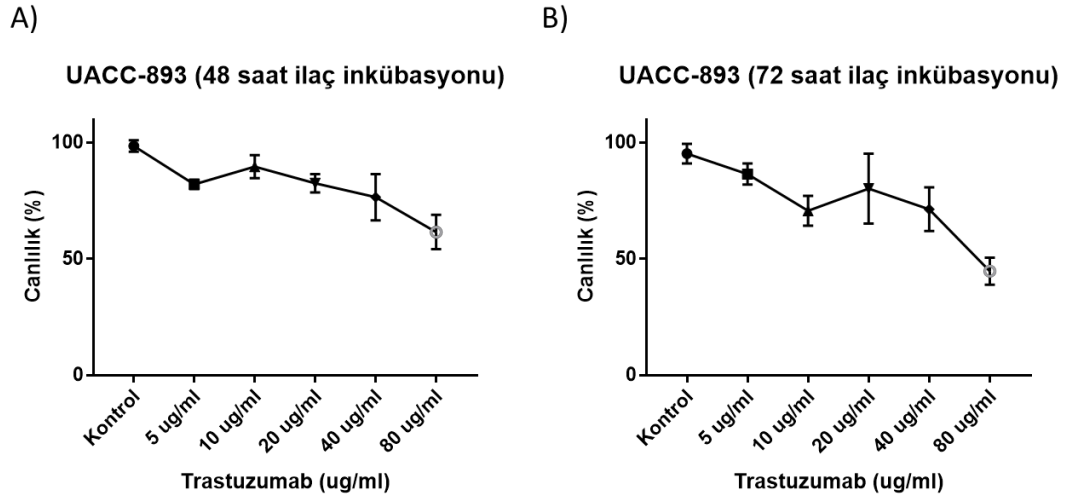 A)
UACC-893 (48 saat ilaç inkübasyonu)
100
50
0
Canlılık (%)
Kontrol
5 ug/ml
10 ug/ml
20 ug/ml
40 ug/ml
80 ug/ml
Trastuzumab (ug/ml)
B)
UACC-893 (72 saat ilaç inkübasyonu)
100
50
0
Canlılık (%)
Kontrol
5 ug/ml
10 ug/ml
20 ug/ml
40 ug/ml
80 ug/ml
Trastuzumab (ug/ml)